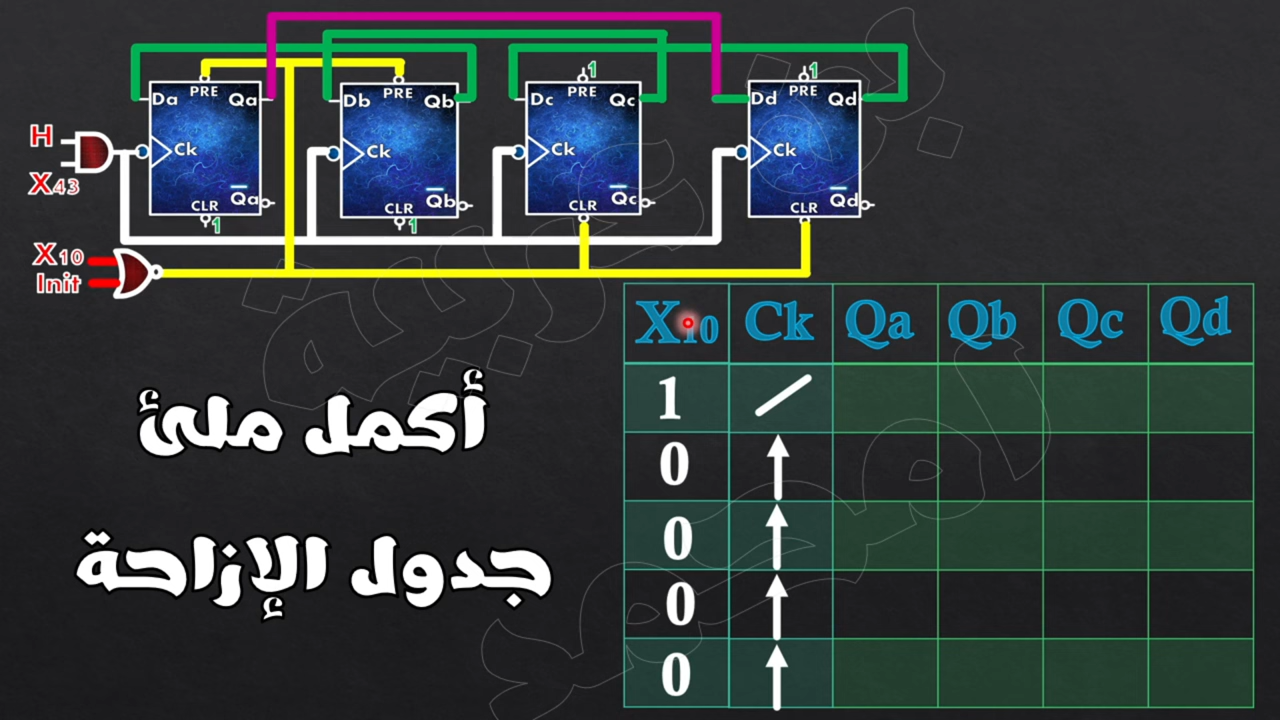 1 1
Da PRE Qa Db PRE Qb Dc PRE Qc Dd PRE Qd
H
Ck Ck Ck Ck
X43
Qa Qb Qc Qd
CLR CLR CLR CLR
1 1
X10
Init
X10 Ck Qa Qb Qc Qd
1
0
0
0
0
أكمل ملئ
جدول الإزاحة